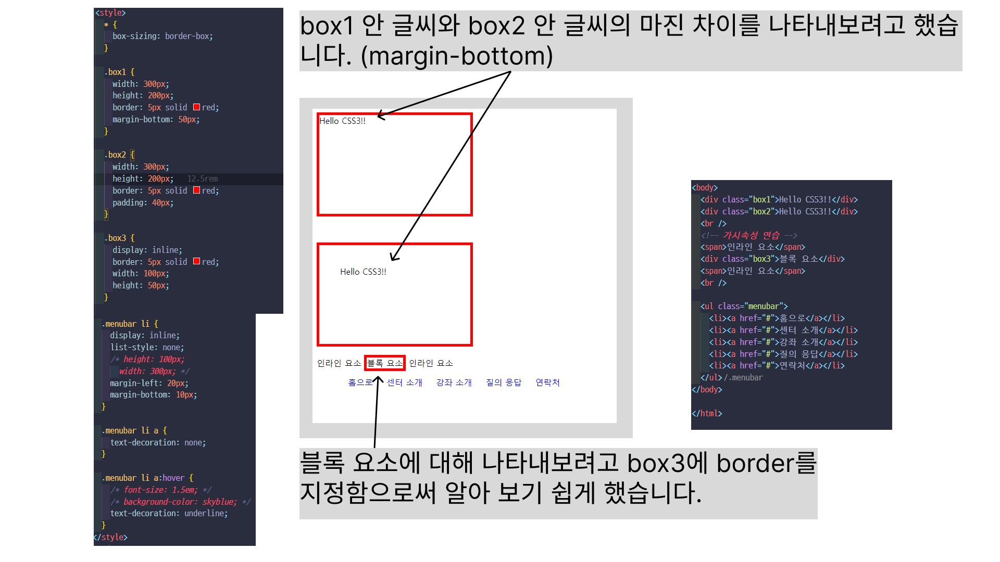 <style>
* {
box-sizing: border-box;
}
.box1 {
width: 300px;
height: 200px;
border: 5px solid red;
margin-bottom: 50px;
}
.box2 {
width: 300px;
height: 200px; 12.5rem
border: 5px solid red;
padding: 40px;
}
.box3 {
display: inline;
border: 5px solid red;
width: 100px;
height: 50px;
}
.menubar li {
display: inline;
list-style: none;
/* height: 100px;
width: 300px; */
margin-left: 20px;
margin-bottom: 10px;
}
.menubar li a {
text-decoration: none;
}
.menubar li a:hover {
/* font-size: 1.5em; */
/* background-color: skyblue; */
text-decoration: underline;
}
</style>
box1 안 글씨와 box2 안 글씨의 마진 차이를 나타내보려고 했습
니다. (margin-bottom)
Hello CSS3!!
Hello CSS3!!
인라인 요소 블록 요소 인라인 요소
홈으로 센터 소개 강좌 소개 질의 응답 연락처
블록 요소에 대해 나타내보려고 box3에 border를
지정함으로써 알아 보기 쉽게 했습니다.
<body>
<div class="box1">Hello CSS3!!</div>
<div class="box2">Hello CSS3!!</div>
<br />
<!-- 가시속성 연습 -->
<span>인라인 요소</span>
<div class="box3">블록 요소</div>
<span>인라인 요소</span>
<br />
<ul class="menubar">
<li><a href="#">홈으로</a></li>
<li><a href="#">센터 소개</a></li>
<li><a href="#">강좌 소개</a></li>
<li><a href="#">질의 응답</a></li>
<li><a href="#">연락처</a></li>
</ul>/.menubar
</body>
</html>